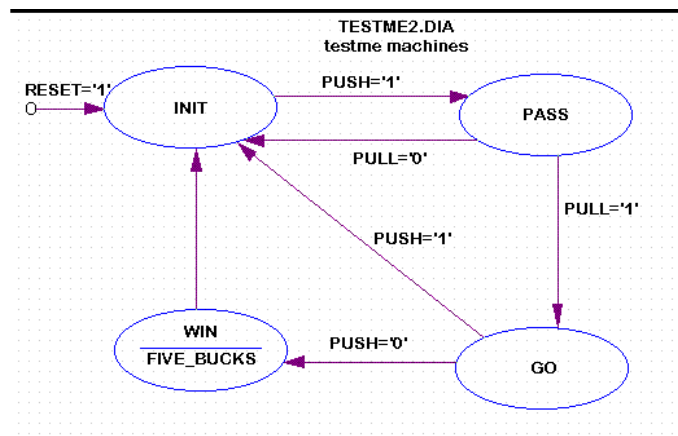 TESTME2.DIA
testme machines
RESET='1'
INIT
PUSH='1'
PASS
PULL='0'
PULL='1'
PUSH='1'
WIN
FIVE_BUCKS
PUSH='0'
GO